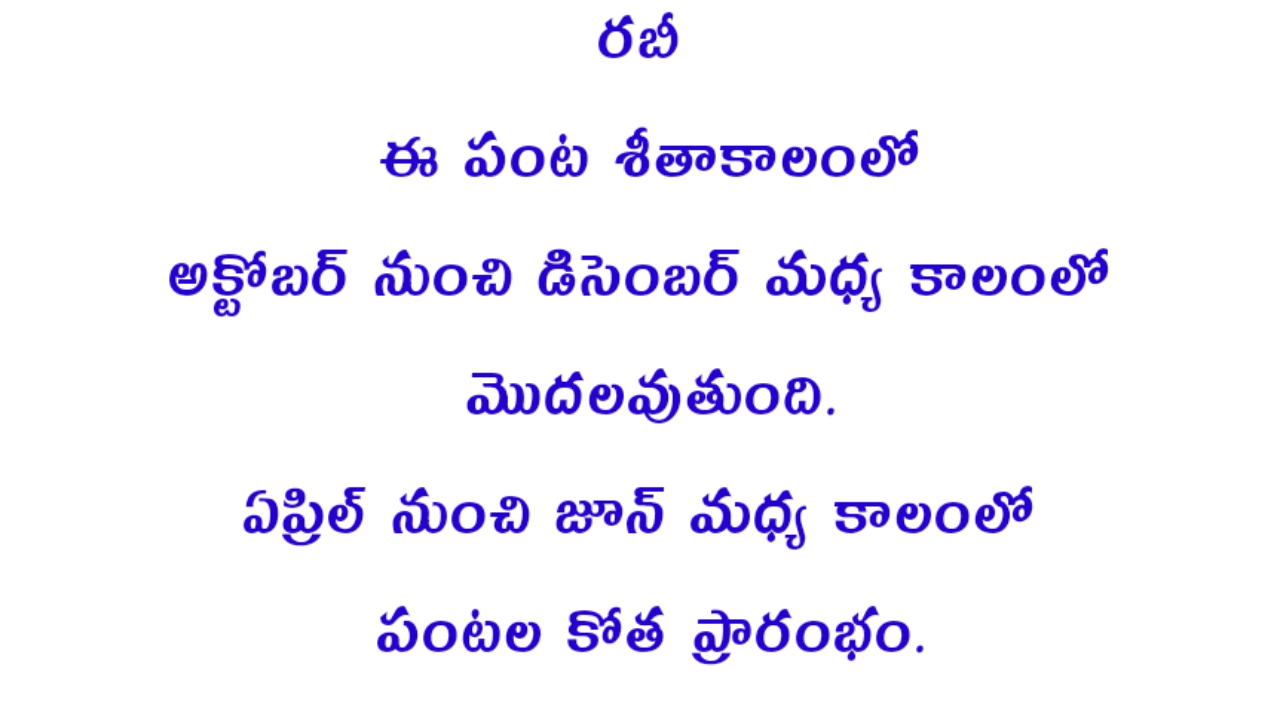 రబీ
ఈ పంట శీతాకాలంలో
అక్టోబర్ నుంచి డిసెంబర్ మధ్య కాలంలో
మొదలవుతుంది.
ఏప్రిల్ నుంచి జూన్ మధ్య కాలంలో
పంటల కోత ప్రారంభం.